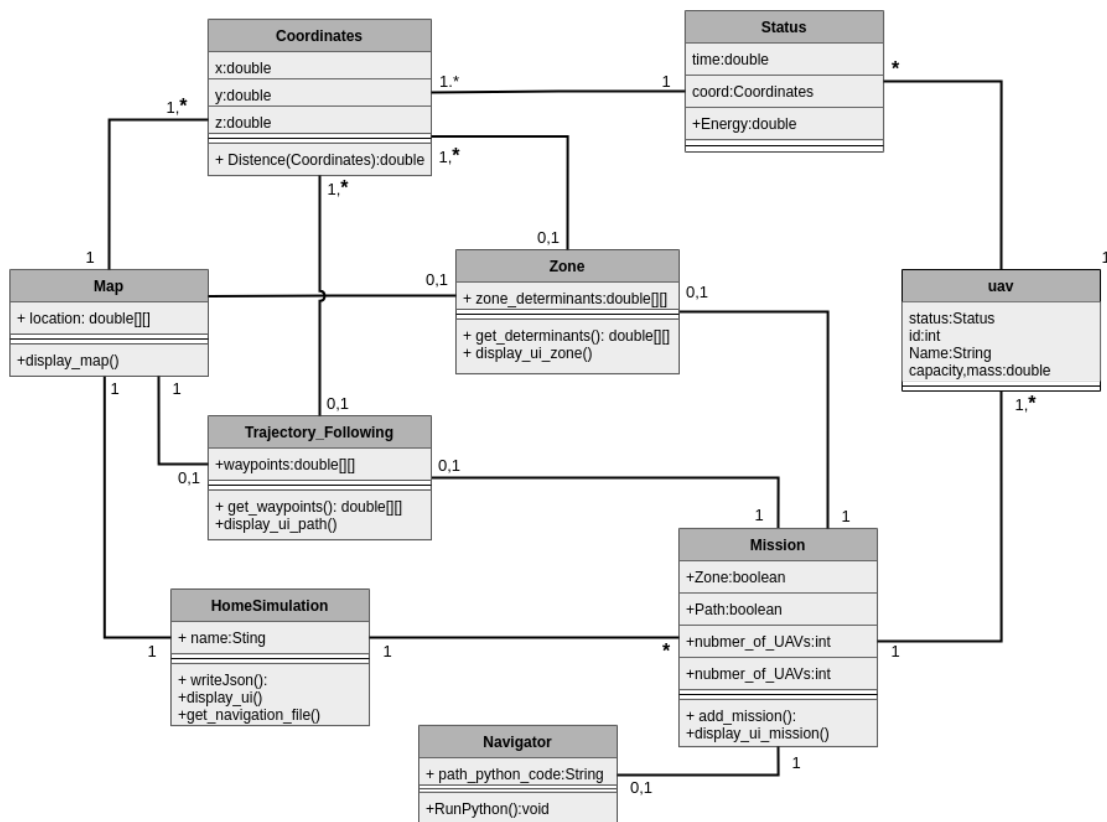 Coordinates
x:double
y:double
z:double
+ Distence(Coordinates):double
Status
time:double
coord:Coordinates
+Energy:double
1.*
1
*
1,*
1,*
1,*
1
0,1
Map
+ location: double[][]
+display_map()
0,1
Zone
+ zone_determinants:double[][]
+ get_determinants(): double[][]
+ display_ui_zone()
0,1
1
uav
status:Status
id:int
Name:String
capacity,mass:double
1
1
0,1
1,*
Trajectory_Following
+waypoints:double[][]
+ get_waypoints(): double[][]
+display_ui_path()
0,1
0,1
1
1
Mission
+Zone:boolean
+Path:boolean
+nubmer_of_UAVs:int
+nubmer_of_UAVs:int
+ add_mission():
+display_ui_mission()
HomeSimulation
+ name:Sting
+ writeJson():
+display_ui()
+get_navigation_file()
1
1
*
1
Navigator
+ path_python_code:String
+RunPython():void
0,1
1